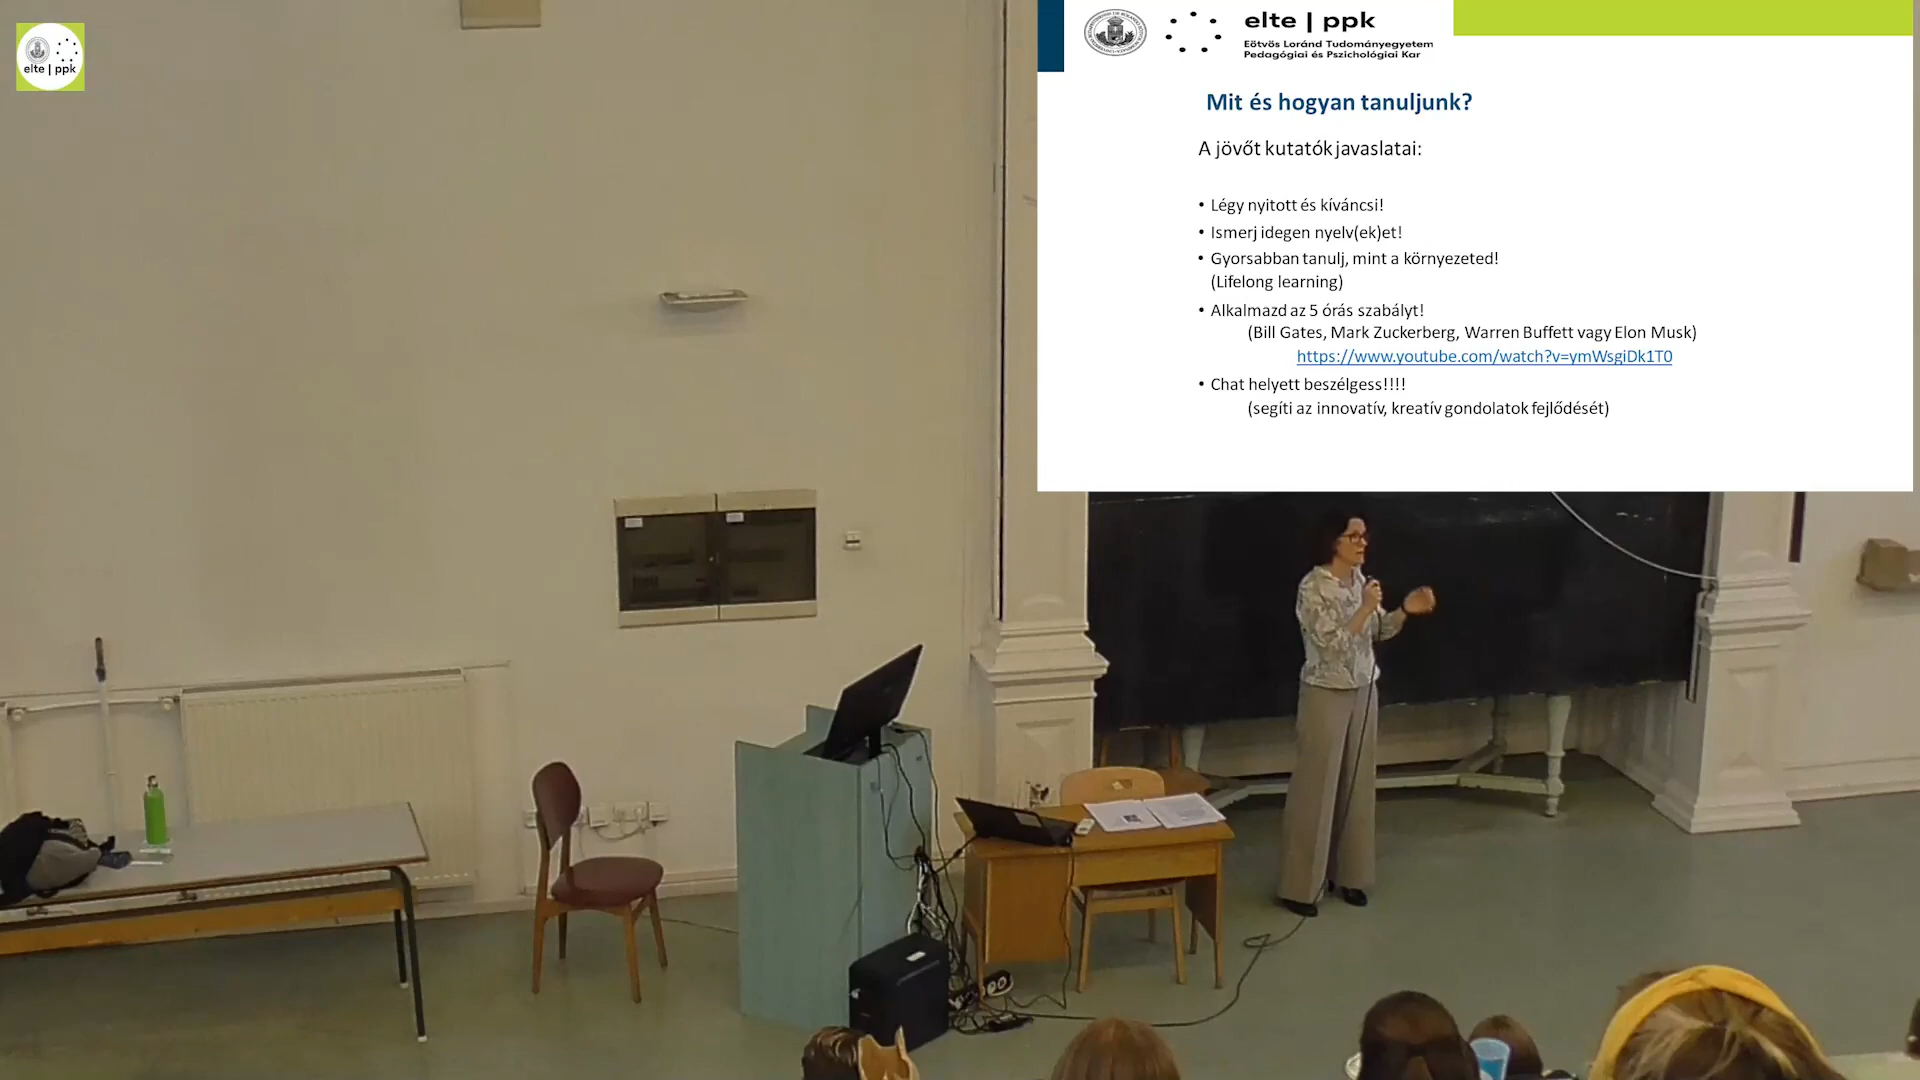 elte | ppk
elte | ppk
Eötvös Loránd Tudományegyetem
Pedagógiai és Pszichológiai Kar
Mit és hogyan tanuljunk?
A jövőt kutatók javaslatai:
• Légy nyitott és kíváncsi!
• Ismerj idegen nyelv(ek)et!
• Gyorsabban tanulj, mint a környezeted!
(Lifelong learning)
• Alkalmazd az 5 órás szabályt!
(Bill Gates, Mark Zuckerberg, Warren Buffett vagy Elon Musk)
https://www.youtube.com/watch?v=ymWsgiDk1T0
• Chat helyett beszélgess!!!!
(segíti az innovatív, kreatív gondolatok fejlődését)